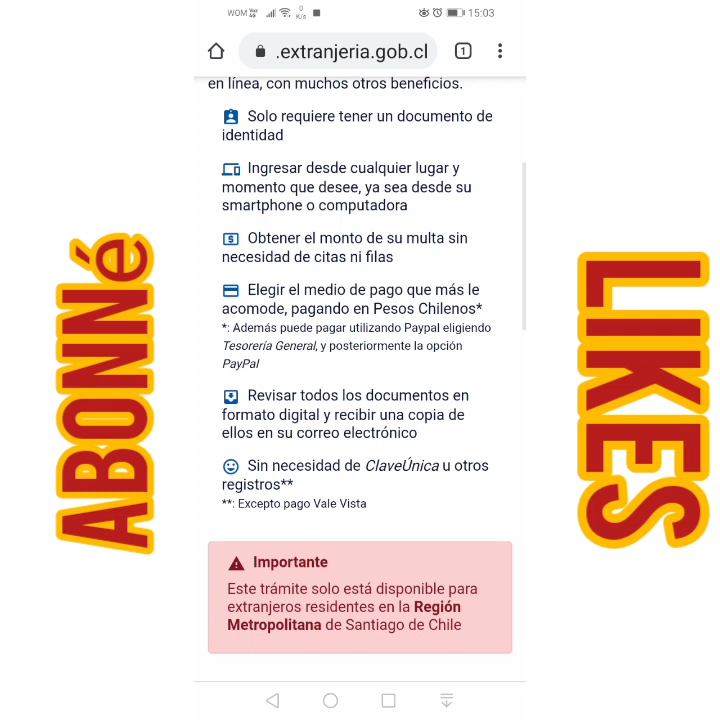 WOM VoLTE 4G 0 K/s 15:03
.extranjeria.gob.cl 1
en línea, con muchos otros beneficios.
Solo requiere tener un documento de
identidad
Ingresar desde cualquier lugar y
momento que desee, ya sea desde su
smartphone o computadora
Obtener el monto de su multa sin
necesidad de citas ni filas
Elegir el medio de pago que más le
acomode, pagando en Pesos Chilenos*
*: Además puede pagar utilizando Paypal eligiendo
Tesorería General, y posteriormente la opción
PayPal
Revisar todos los documentos en
formato digital y recibir una copia de
ellos en su correo electrónico
Sin necesidad de ClaveÚnica u otros
registros**
**: Excepto pago Vale Vista
Importante
Este trámite solo está disponible para
extranjeros residentes en la Región
Metropolitana de Santiago de Chile
ABONNé
LIKES